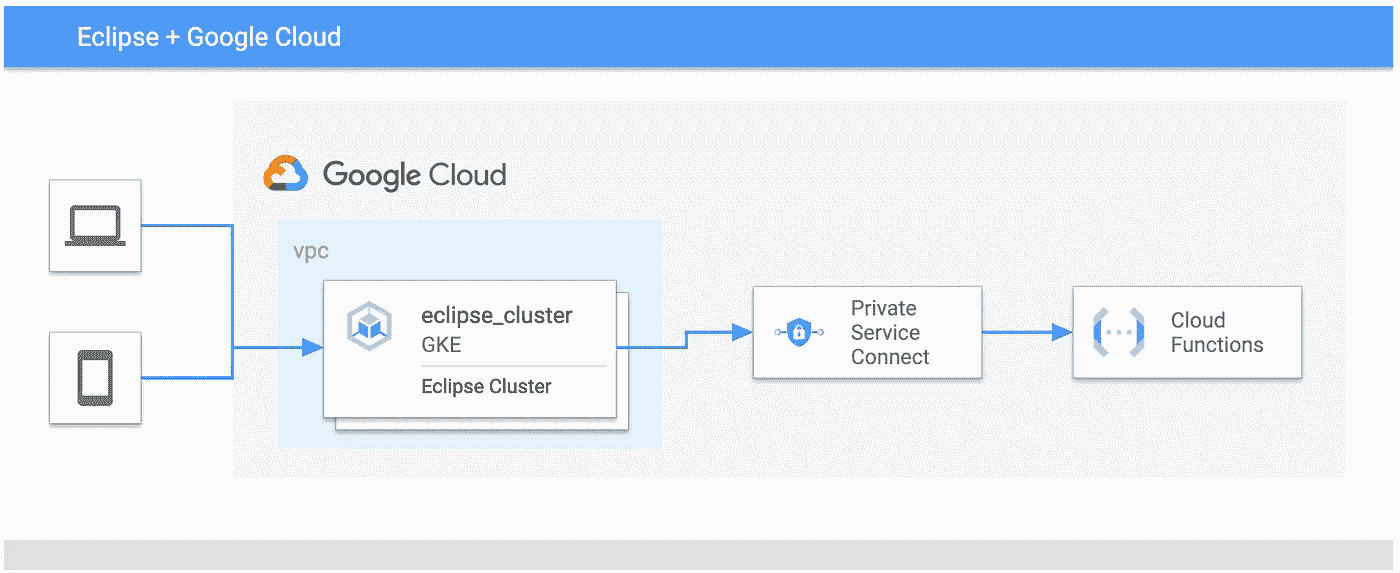 Eclipse + Google Cloud
Google Cloud
vpc
eclipse_cluster
GKE
Eclipse Cluster
Private
Service
Connect
Cloud
Functions